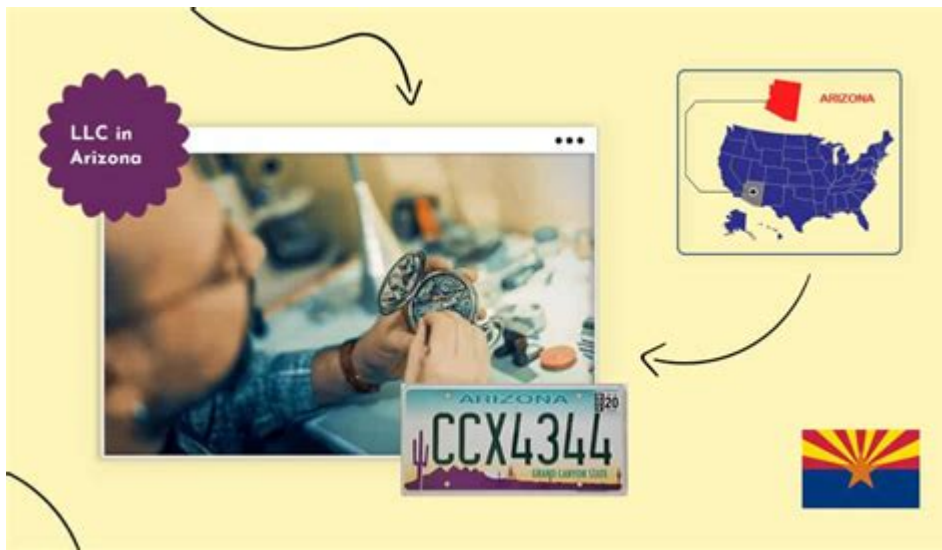 LLC in
Arizona
ARIZONA
ARIZONA
20
CCX4344
GRAND CANYON STATE